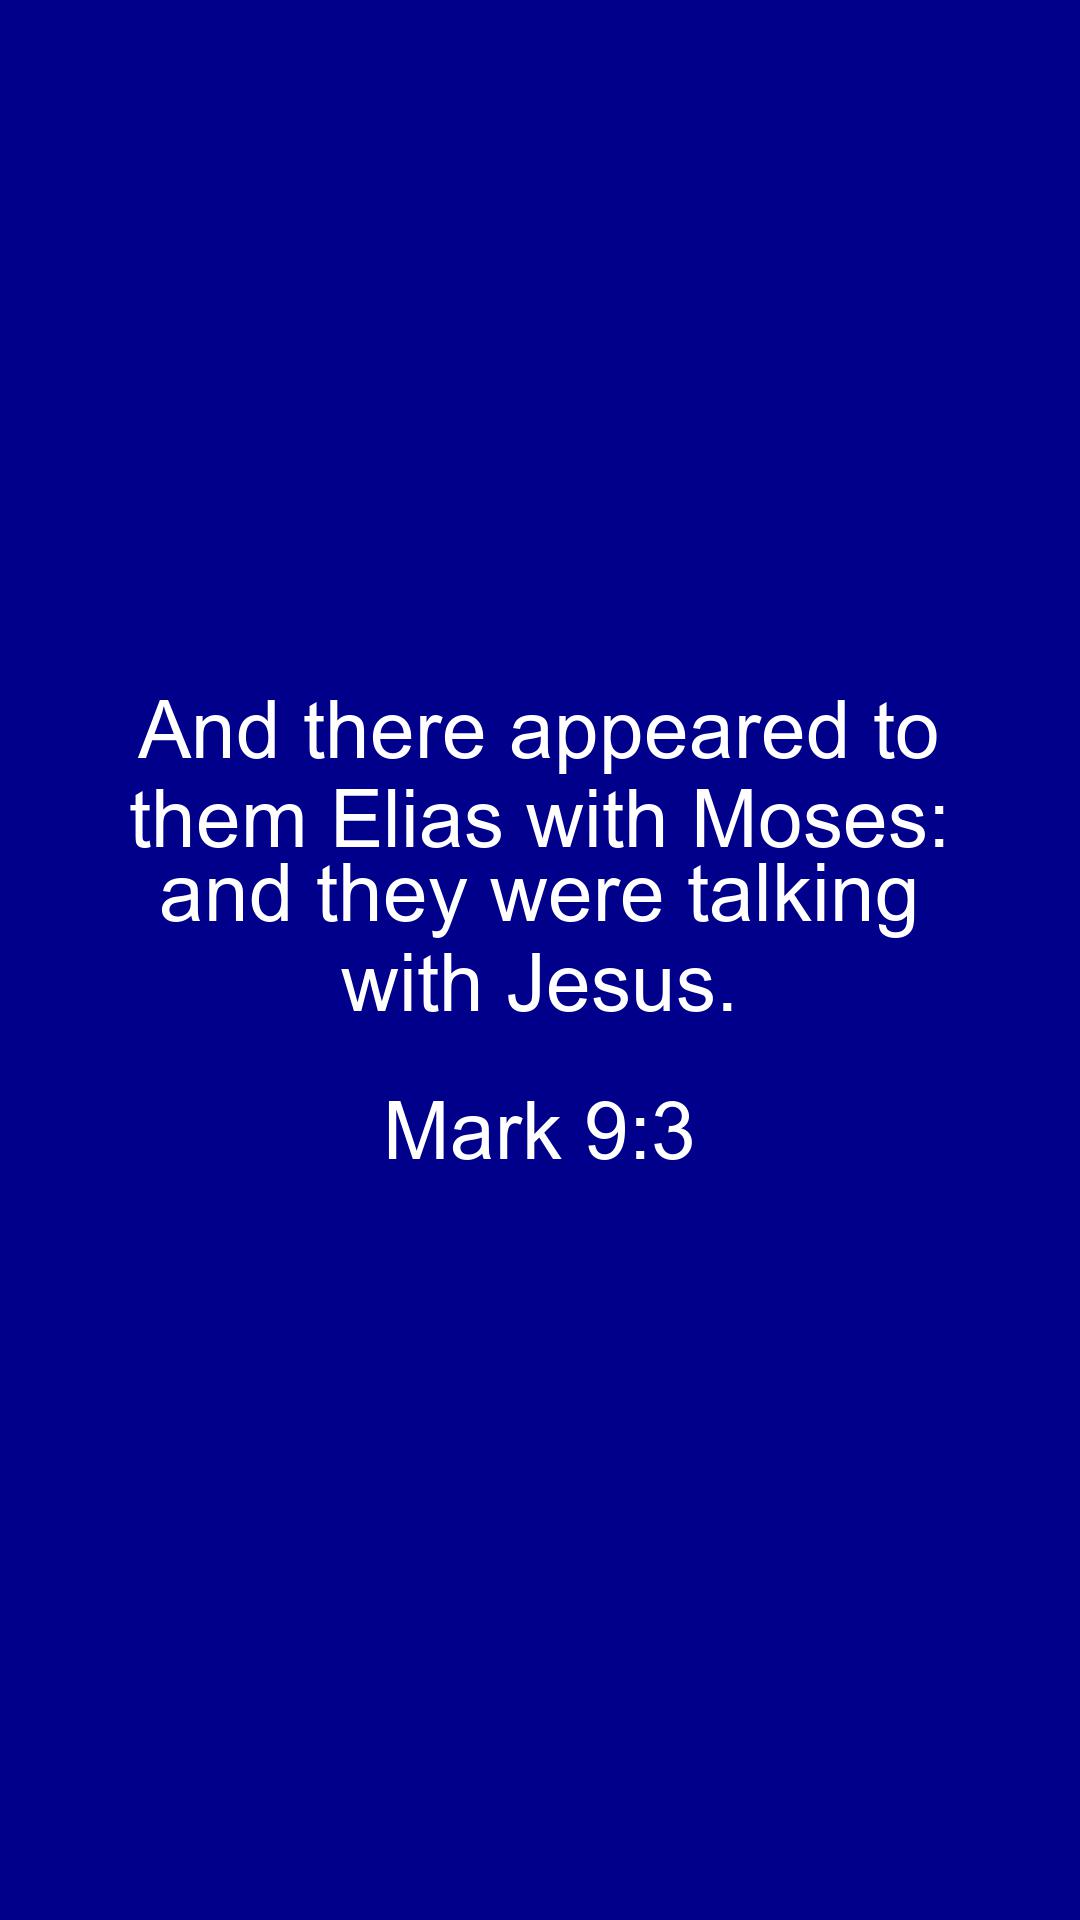 And there appeared to
them Elias with Moses:
and they were talking
with Jesus.
Mark 9:3